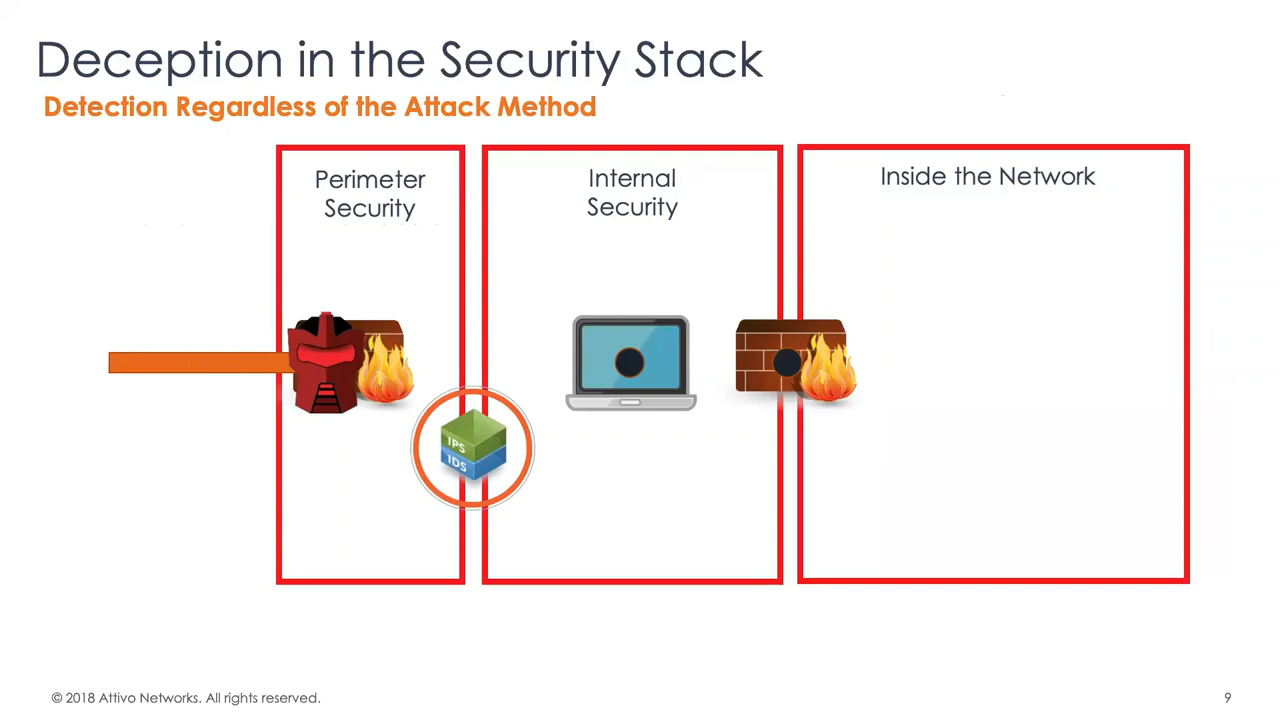 Deception in the Security Stack
Detection Regardless of the Attack Method
Perimeter
Security
Internal
Security
Inside the Network
IPS
IDS
© 2018 Attivo Networks. All rights reserved.
9